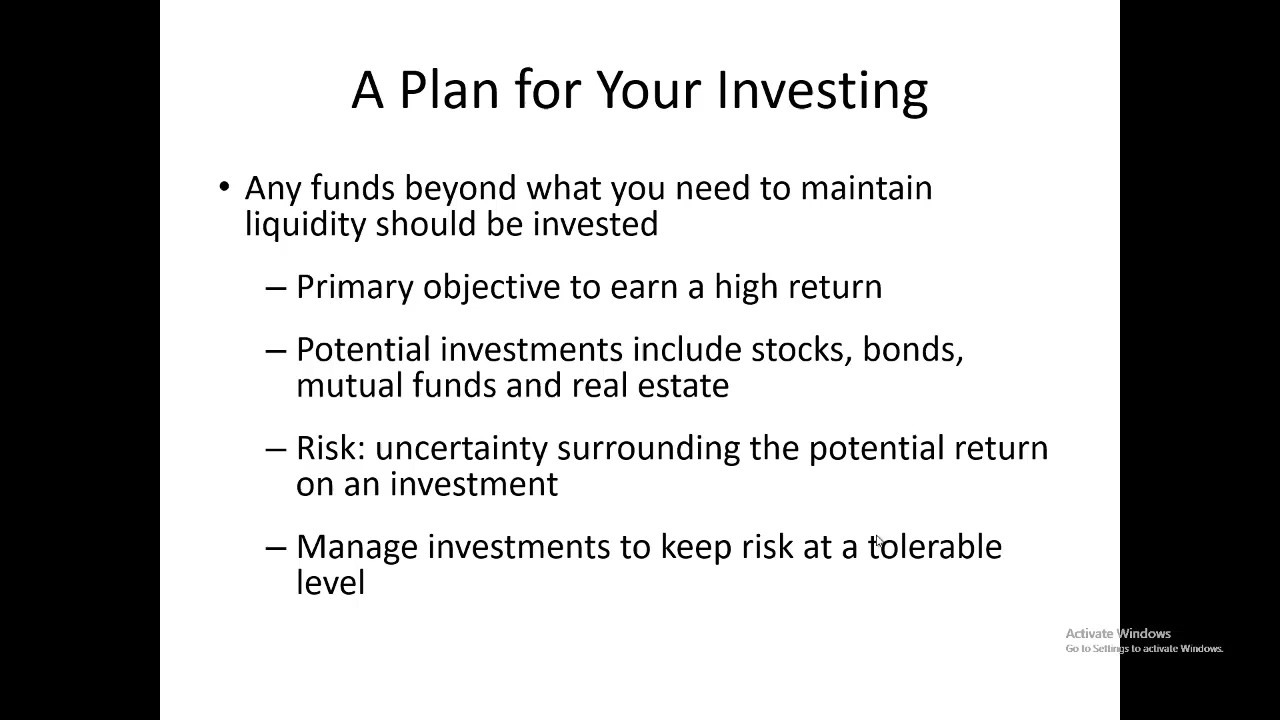 A Plan for Your Investing
• Any funds beyond what you need to maintain
liquidity should be invested
– Primary objective to earn a high return
– Potential investments include stocks, bonds,
mutual funds and real estate
– Risk: uncertainty surrounding the potential return
on an investment
– Manage investments to keep risk at a tolerable
level
Activate Windows
Go to Settings to activate Windows.